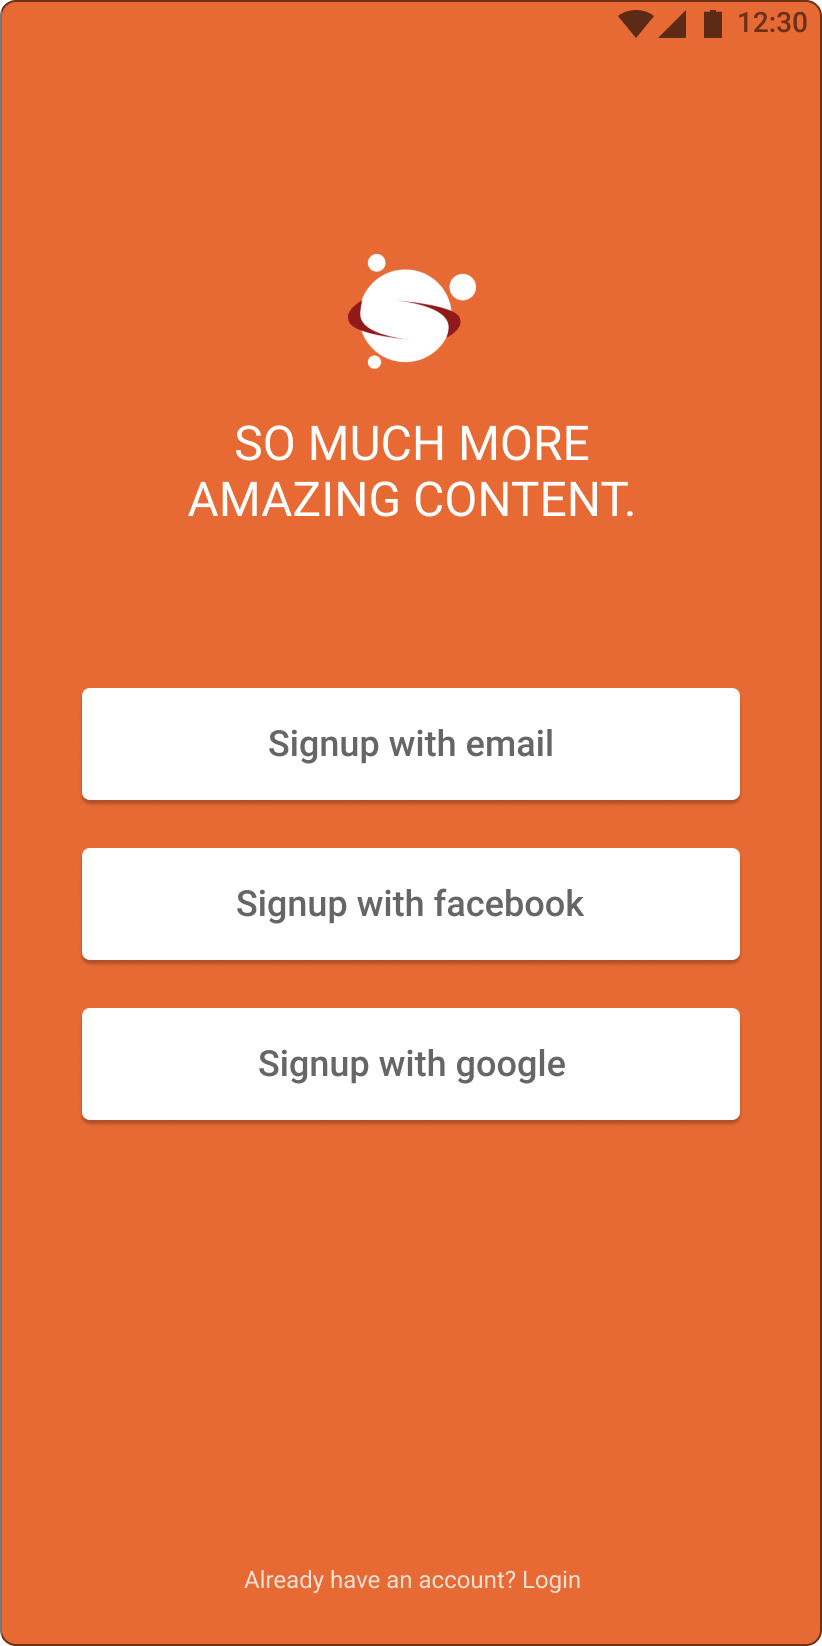 12:30
SO MUCH MORE
AMAZING CONTENT.
Signup with email
Signup with facebook
Signup with google
Already have an account? Login